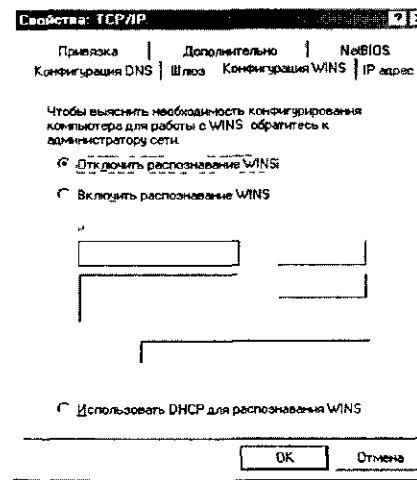 Свойства: TCP/IP
Привязка Дополнительно NetBIOS
Конфигурация DNS Шлюз Конфигурация WINS IP адрес
Чтобы выяснить необходимость конфигурирования
компьютера для работы с WINS обратитесь к
администратору сети.
Отключить распознавание WINS
Включить распознавание WINS
Использовать DHCP для распознавания WINS
OK Отмена